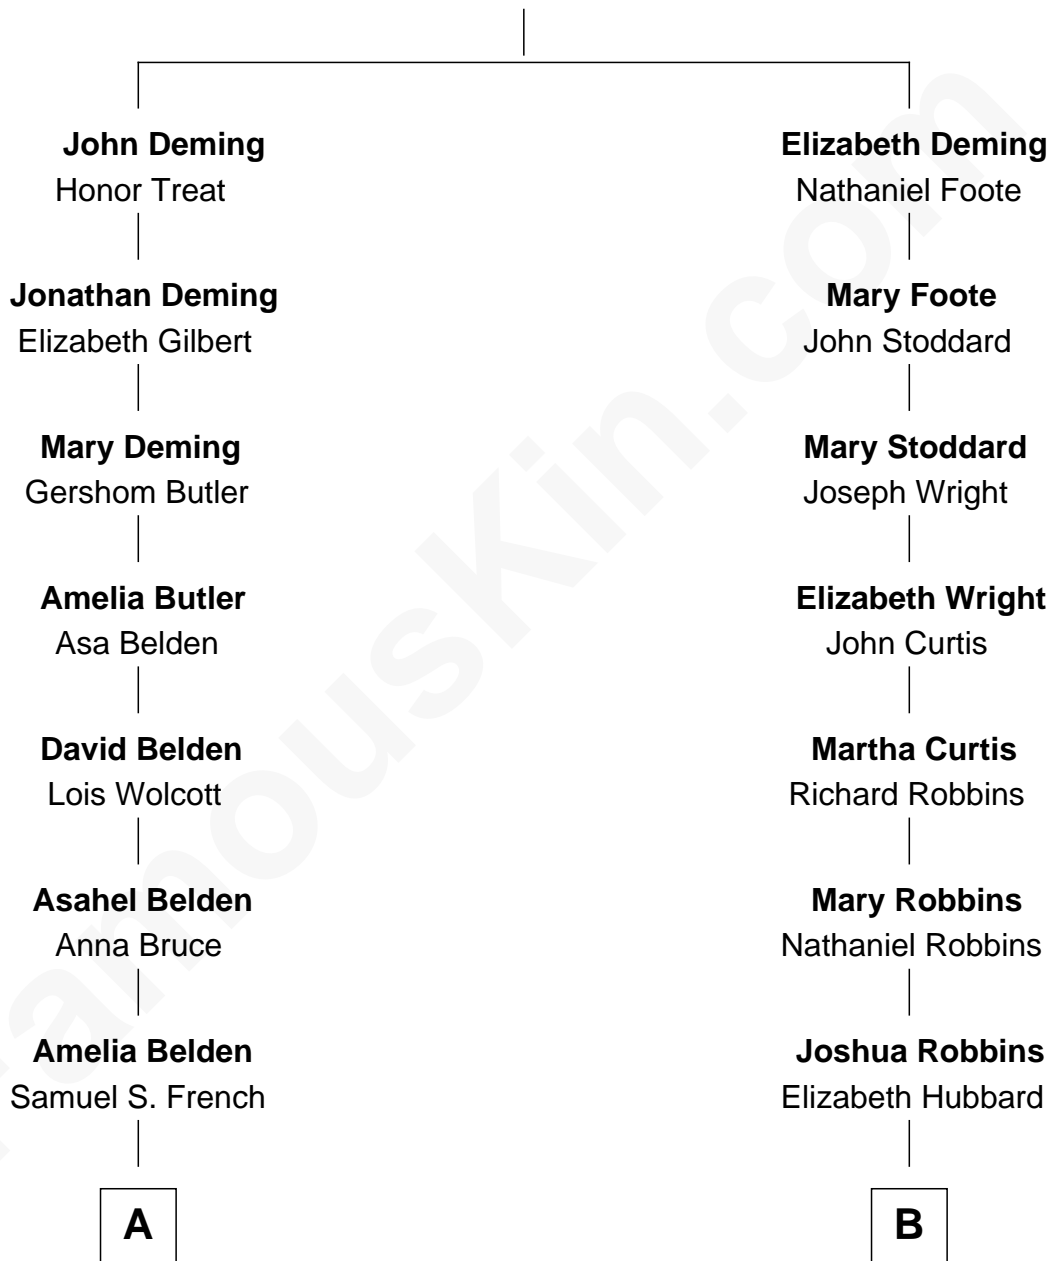 John Deming
Honor Treat
Jonathan Deming
Elizabeth Gilbert
Mary Deming
Gershom Butler
Amelia Butler
Asa Belden
David Belden
Lois Wolcott
Asahel Belden
Anna Bruce
Amelia Belden
Samuel S. French
A
Elizabeth Deming
Nathaniel Foote
Mary Foote
John Stoddard
Mary Stoddard
Joseph Wright
Elizabeth Wright
John Curtis
Martha Curtis
Richard Robbins
Mary Robbins
Nathaniel Robbins
Joshua Robbins
Elizabeth Hubbard
B
FamousKin.com